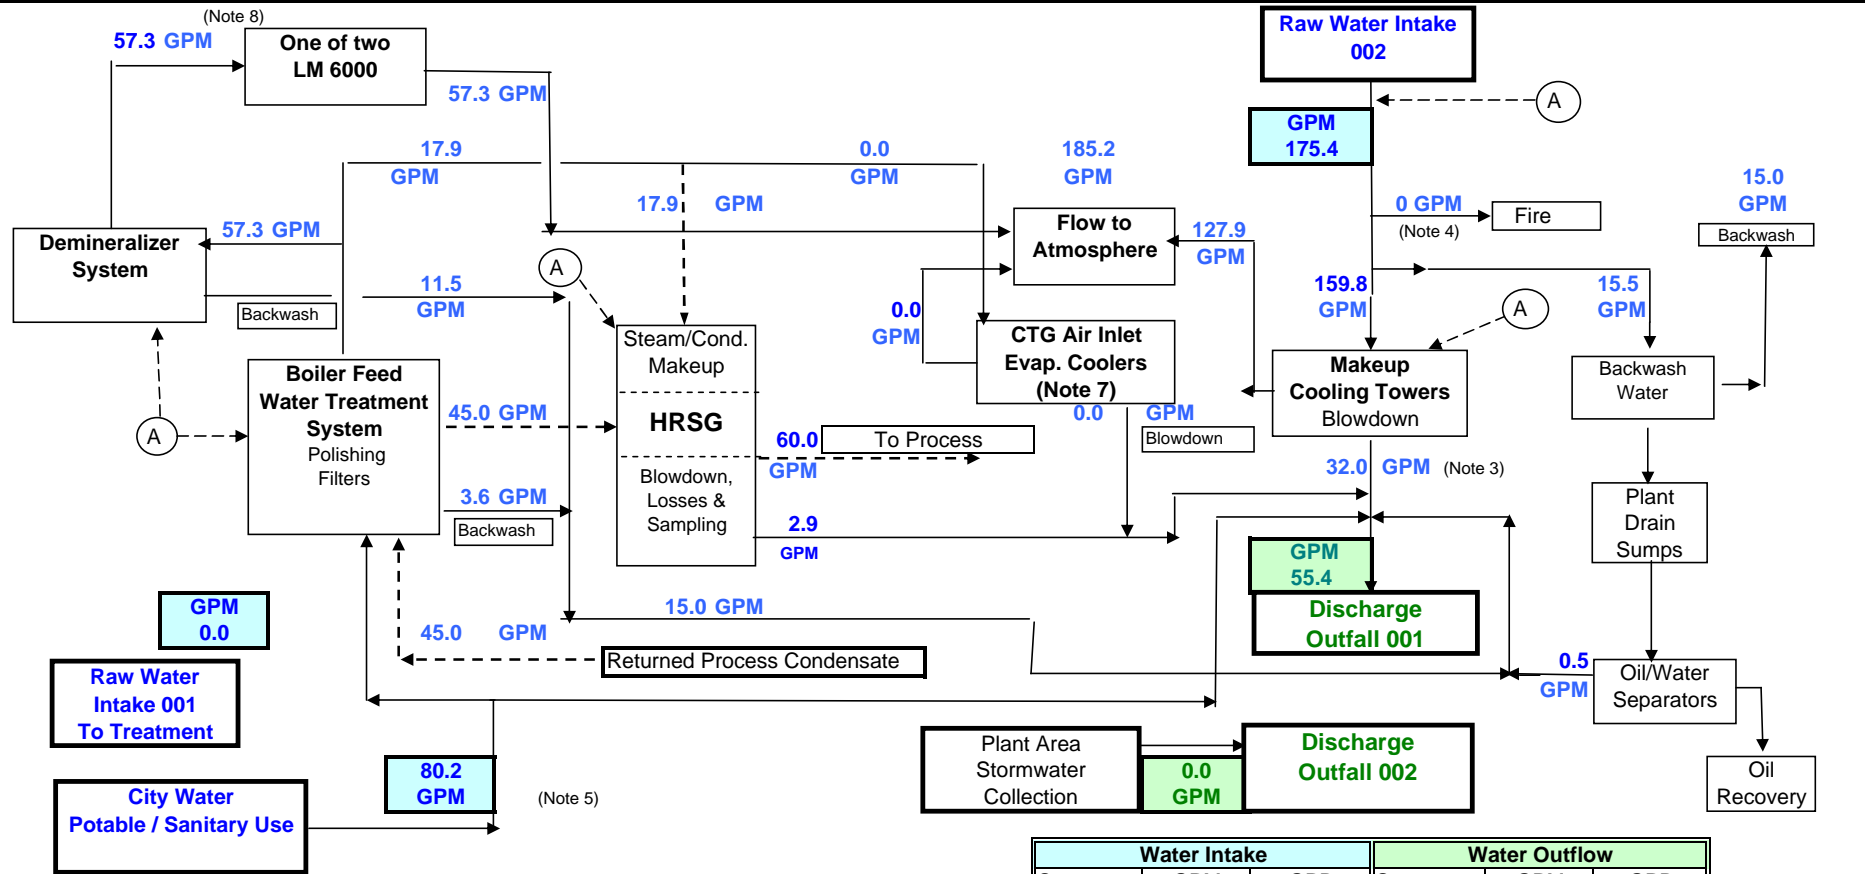 (Note 8)
57.3 GPM
One of two
LM 6000
57.3 GPM
Raw Water Intake
002
A
GPM
175.4
17.9
GPM
0.0
GPM
185.2
GPM
17.9 GPM
15.0
GPM
Backwash
0 GPM
(Note 4)
Fire
Demineralizer
System
57.3 GPM
Flow to
Atmosphere
127.9
GPM
A
11.5
GPM
Backwash
159.8
GPM
15.5
GPM
A
0.0
GPM
Steam/Cond.
Makeup
HRSG
Blowdown,
Losses &
Sampling
CTG Air Inlet
Evap. Coolers
(Note 7)
0.0 GPM
Blowdown
Makeup
Cooling Towers
Blowdown
Backwash
Water
Boiler Feed
Water Treatment
System
Polishing
Filters
A
45.0 GPM
60.0
GPM
To Process
32.0 GPM (Note 3)
3.6 GPM
Backwash
2.9
GPM
Plant
Drain
Sumps
GPM
55.4
Discharge
Outfall 001
GPM
0.0
15.0 GPM
45.0 GPM
Returned Process Condensate
0.5
GPM
Oil/Water
Separators
Raw Water
Intake 001
To Treatment
Plant Area
Stormwater
Collection
0.0
GPM
Discharge
Outfall 002
80.2
GPM
(Note 5)
Oil
Recovery
City Water
Potable / Sanitary Use
Water Intake Water Outflow